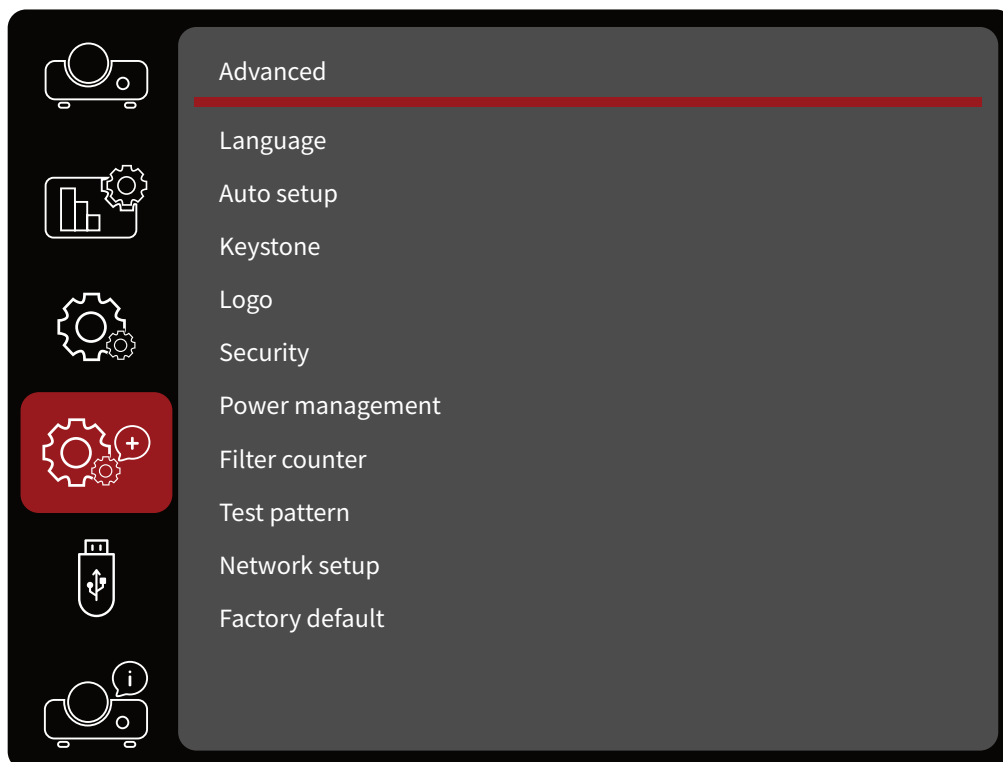 Advanced
Language
Auto setup
Keystone
Logo
Security
Power management
Filter counter
Test pattern
Network setup
Factory default